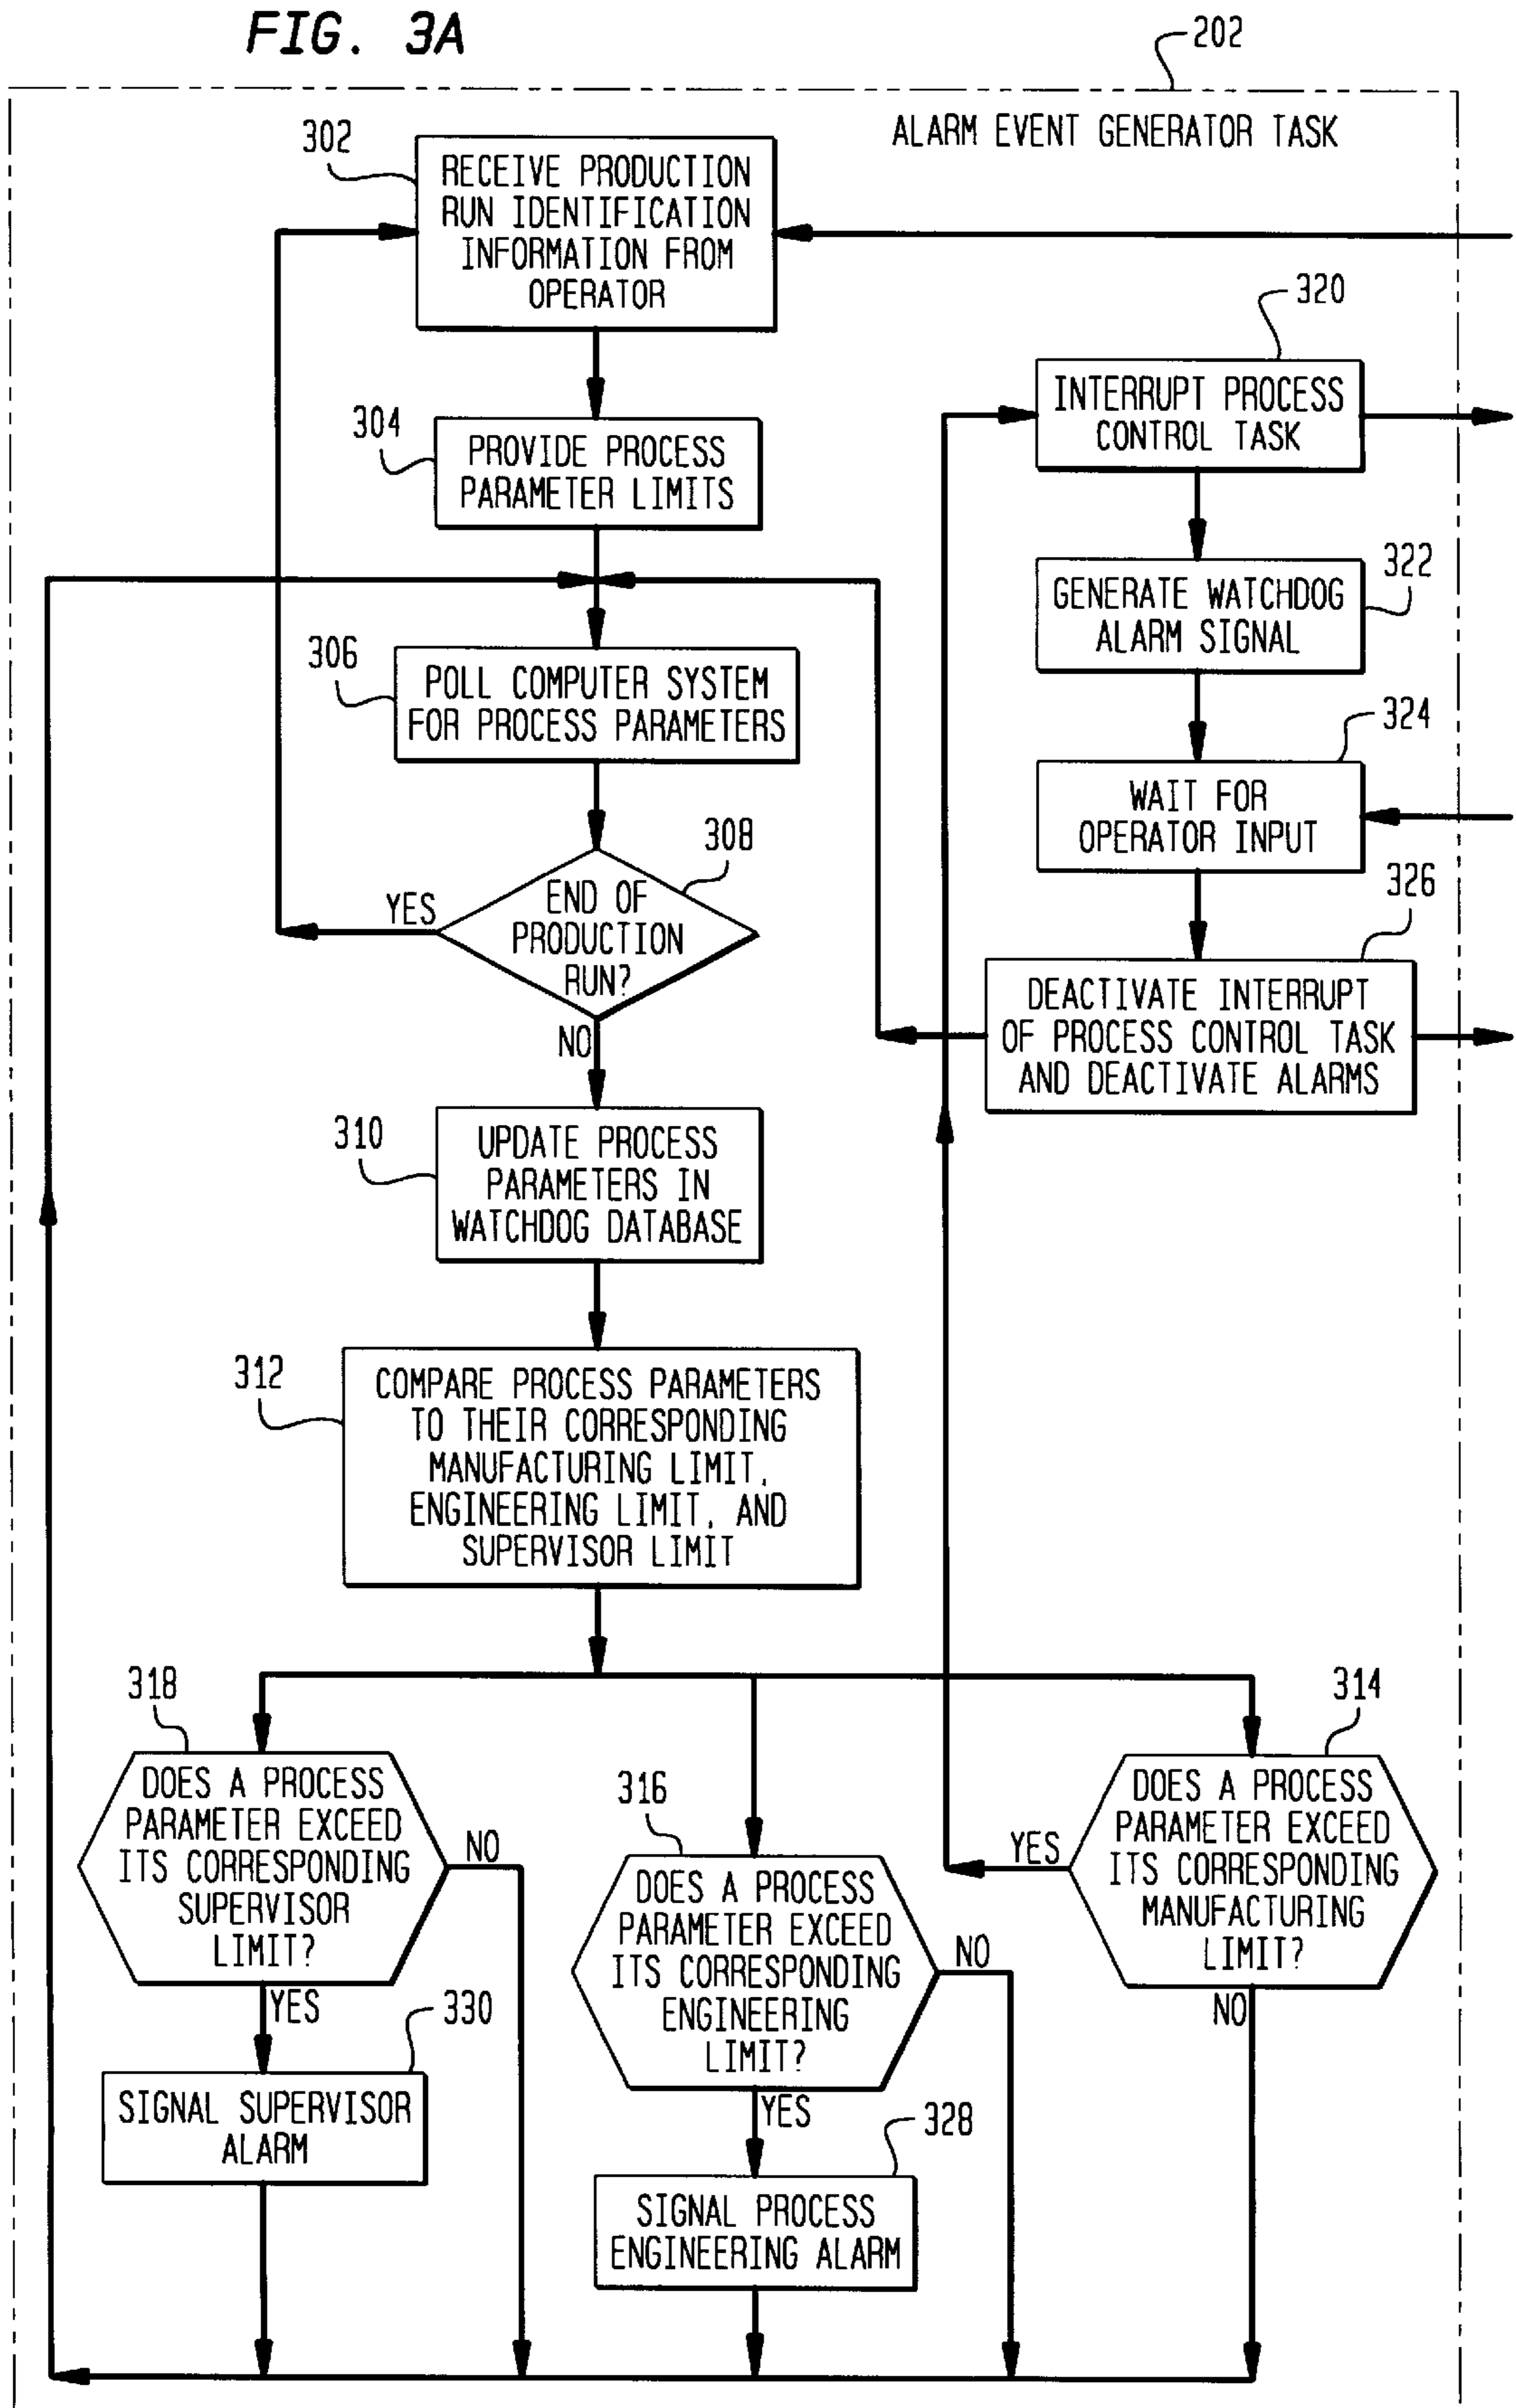 FIG. 3A
202
ALARM EVENT GENERATOR TASK
302
RECEIVE PRODUCTION
RUN IDENTIFICATION
INFORMATION FROM
OPERATOR
304
PROVIDE PROCESS
PARAMETER LIMITS
306
POLL COMPUTER SYSTEM
FOR PROCESS PARAMETERS
308
END OF
PRODUCTION
RUN?
YES
NO
310
UPDATE PROCESS
PARAMETERS IN
WATCHDOG DATABASE
312
COMPARE PROCESS PARAMETERS
TO THEIR CORRESPONDING
MANUFACTURING LIMIT,
ENGINEERING LIMIT, AND
SUPERVISOR LIMIT
320
INTERRUPT PROCESS
CONTROL TASK
322
GENERATE WATCHDOG
ALARM SIGNAL
324
WAIT FOR
OPERATOR INPUT
326
DEACTIVATE INTERRUPT
OF PROCESS CONTROL TASK
AND DEACTIVATE ALARMS
318
DOES A PROCESS
PARAMETER EXCEED
ITS CORRESPONDING
SUPERVISOR
LIMIT?
NO
YES
330
SIGNAL SUPERVISOR
ALARM
316
DOES A PROCESS
PARAMETER EXCEED
ITS CORRESPONDING
ENGINEERING
LIMIT?
NO
YES
328
SIGNAL PROCESS
ENGINEERING ALARM
314
DOES A PROCESS
PARAMETER EXCEED
ITS CORRESPONDING
MANUFACTURING
LIMIT?
YES
NO